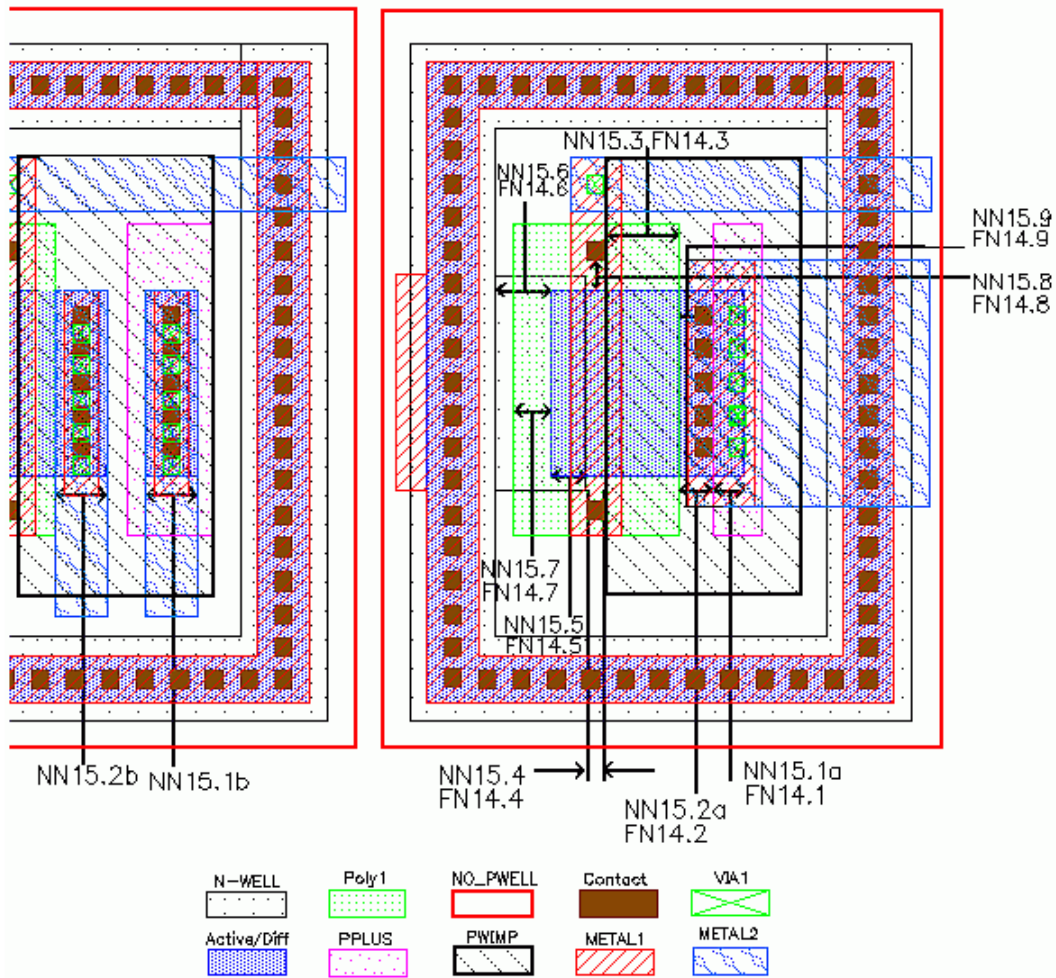 NN15.3 FN14.3
NN15.6
FN14.6
NN15.9
FN14.9
NN15.8
FN14.8
NN15.7
FN14.7
NN15.5
FN14.5
NN15.2b
NN15.1b
NN15.4
FN14.4
NN15.2a
FN14.2
NN15.1a
FN14.1
N-WELL
Poly1
NO_PWELL
Contact
VIA1
Active/Diff
PPLUS
PWIMP
METAL1
METAL2